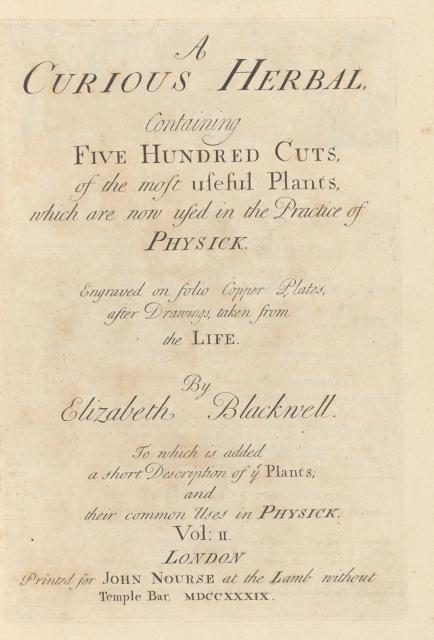 A
CURIOUS HERBAL,
Containing
FIVE HUNDRED CUTS,
of the moſt uſeful Plants,
which are now uſed in the Practice of
PHYSICK.
Engraved on folio Copper Plates,
after Drawings, taken from
the LIFE.
By
Elizabeth Blackwell.
To which is added
a short Description of yͤ Plants;
and
their common Uses in PHYSICK.
Vol: II.
LONDON
Printed for JOHN NOURSE at the Lamb without
Temple Bar. MDCCXXXIX.